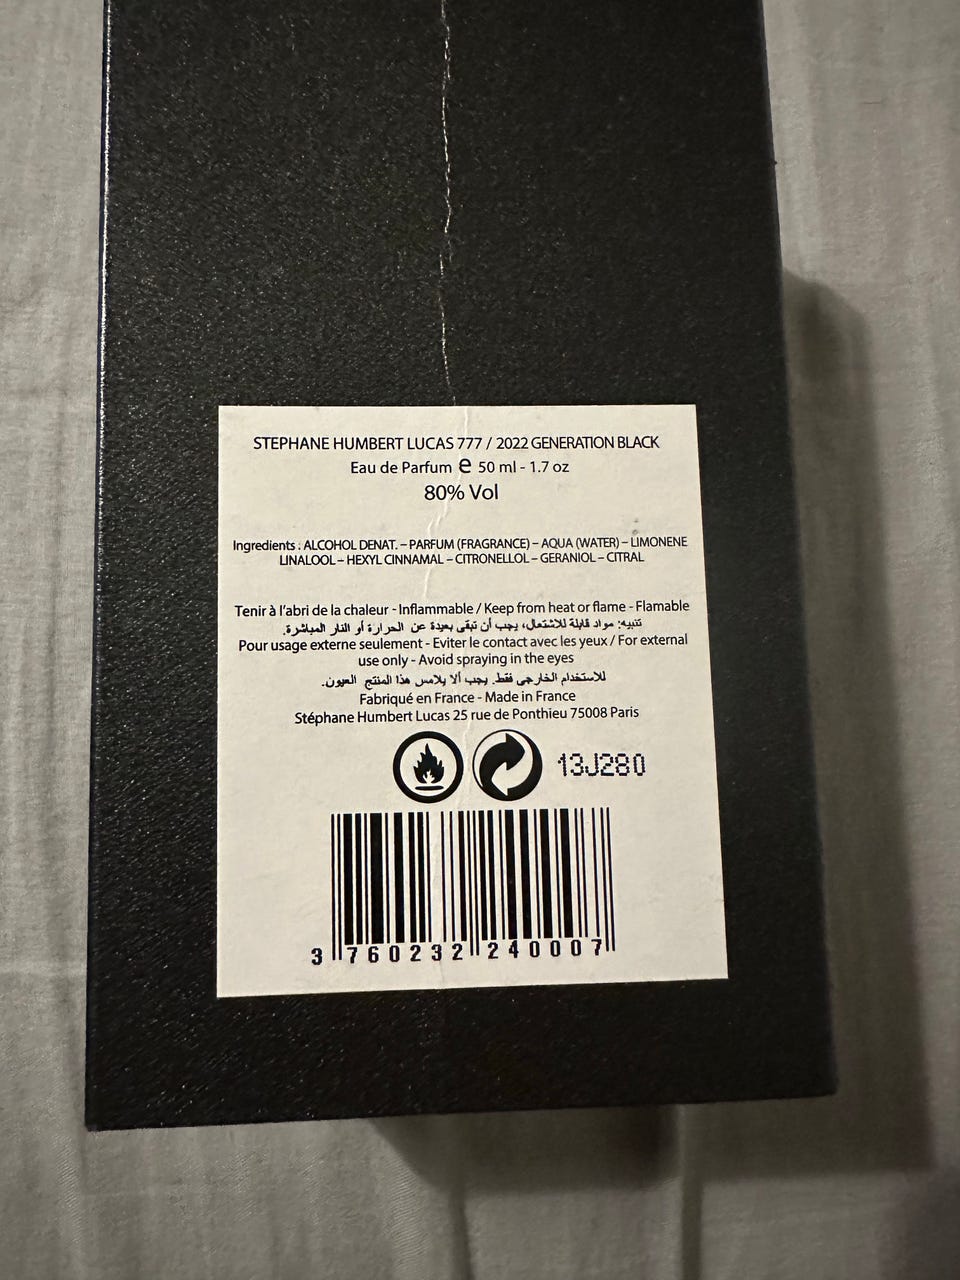 STEPHANE HUMBERT LUCAS 777 / 2022 GENERATION BLACK
Eau de Parfum e 50 ml - 1.7 oz
80% Vol
Ingredients : ALCOHOL DENAT. – PARFUM (FRAGRANCE) – AQUA (WATER) – LIMONENE
LINALOOL – HEXYL CINNAMAL – CITRONELLOL – GERANIOL – CITRAL
Tenir à l'abri de la chaleur - Inflammable / Keep from heat or flame - Flamable
تنبيه: مواد قابلة للاشتعال، يجب أن تبقى بعيدة عن الحرارة أو النار المباشرة.
Pour usage externe seulement - Eviter le contact avec les yeux / For external
use only - Avoid spraying in the eyes
للاستخدام الخارجي فقط. يجب ألا يلامس هذا المنتج العيون.
Fabriqué en France - Made in France
Stéphane Humbert Lucas 25 rue de Ponthieu 75008 Paris
13J280
3 760232 240007